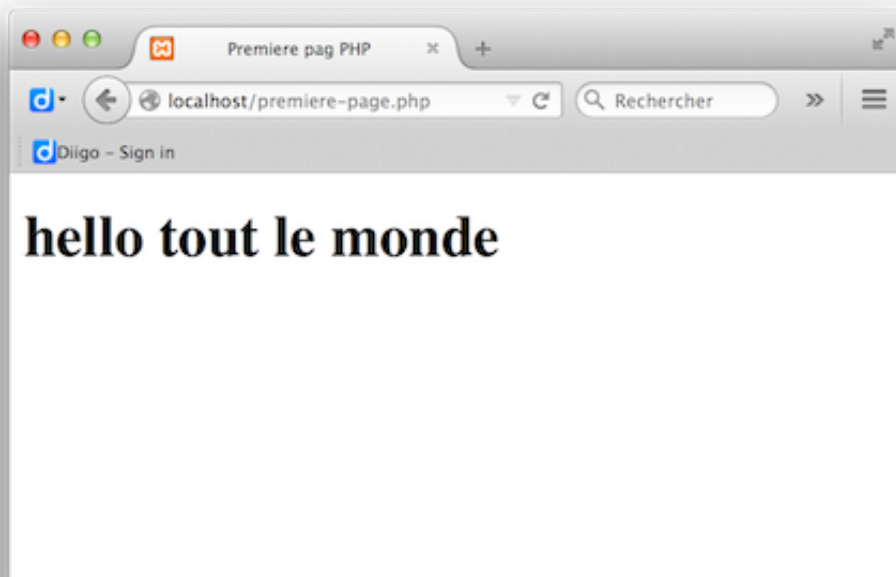 Premiere pag PHP
localhost/premiere-page.php
Rechercher
Diigo – Sign in
hello tout le monde